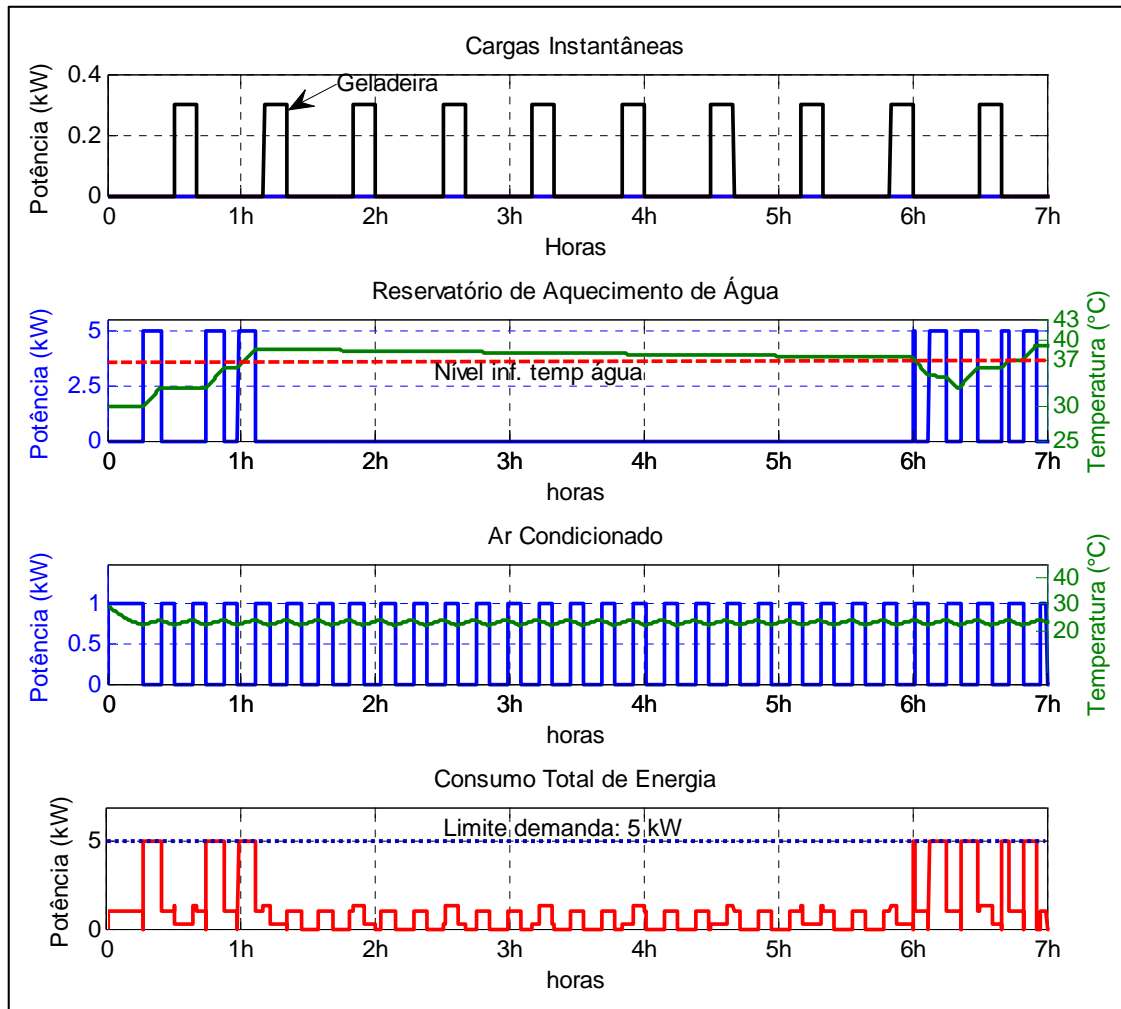 Cargas Instantâneas
Potência (kW)
0.4
0.2
0
Geladeira
0 1h 2h 3h 4h 5h 6h 7h
Horas
Reservatório de Aquecimento de Água
Potência (kW)
5
2.5
0
Nível inf. temp água
Temperatura (°C)
43
40
37
30
25
0 1h 2h 3h 4h 5h 6h 7h
horas
Ar Condicionado
Potência (kW)
1
0.5
0
Temperatura (°C)
40
30
20
0 1h 2h 3h 4h 5h 6h 7h
horas
Consumo Total de Energia
Potência (kW)
5
0
Limite demanda: 5 kW
0 1h 2h 3h 4h 5h 6h 7h
horas